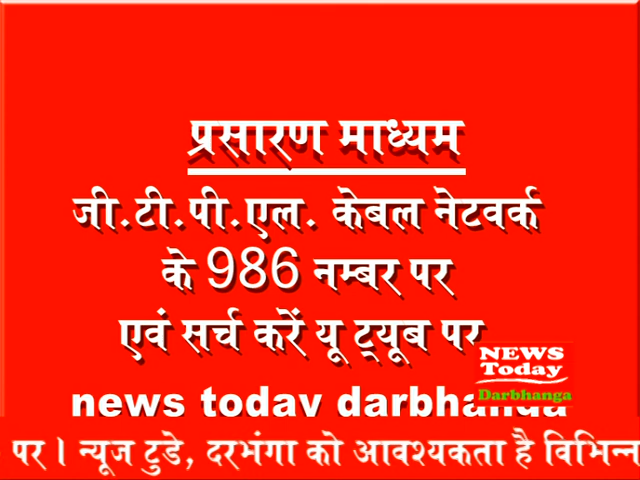 प्रसारण माध्यम
जी.टी.पी.एल. केबल नेटवर्क
के 986 नम्बर पर
एवं सर्च करें यू ट्यूब पर
NEWS
Today
Darbhanga
news today darbhanga
पर । न्यूज टुडे, दरभंगा को आवश्यकता है विभिन्न